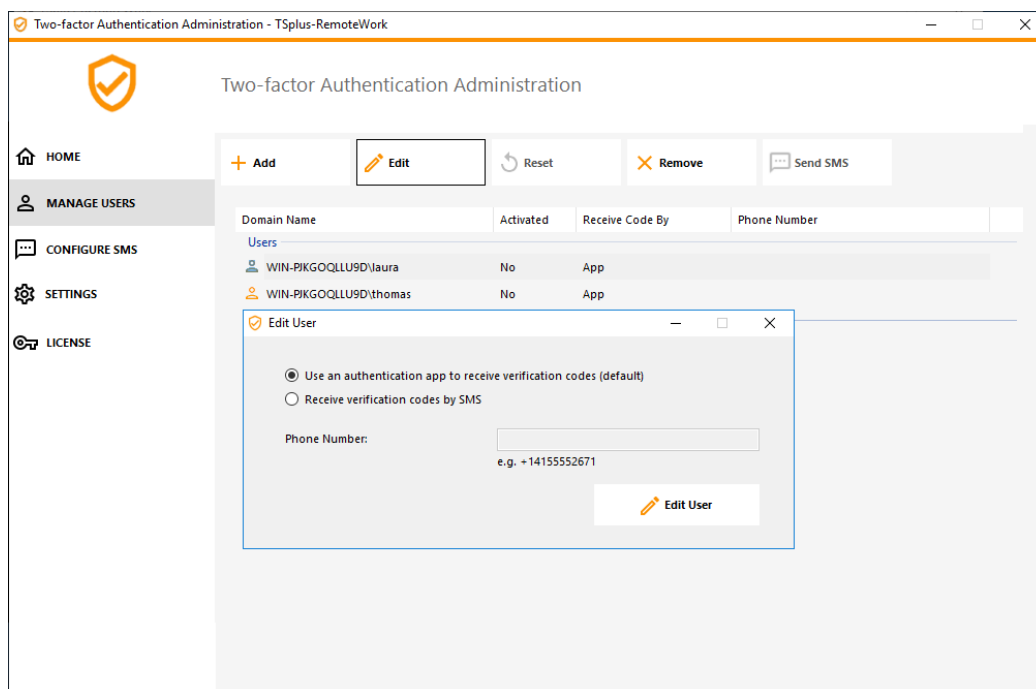 Two-factor Authentication Administration - TSplus-RemoteWork
Two-factor Authentication Administration
HOME
MANAGE USERS
CONFIGURE SMS
SETTINGS
LICENSE
Add Edit Reset Remove Send SMS
Domain Name Activated Receive Code By Phone Number
Users
WIN-PJKGOQLLU9D\laura No App
WIN-PJKGOQLLU9D\thomas No App
Edit User
Use an authentication app to receive verification codes (default)
Receive verification codes by SMS
Phone Number:
e.g. +14155552671
Edit User